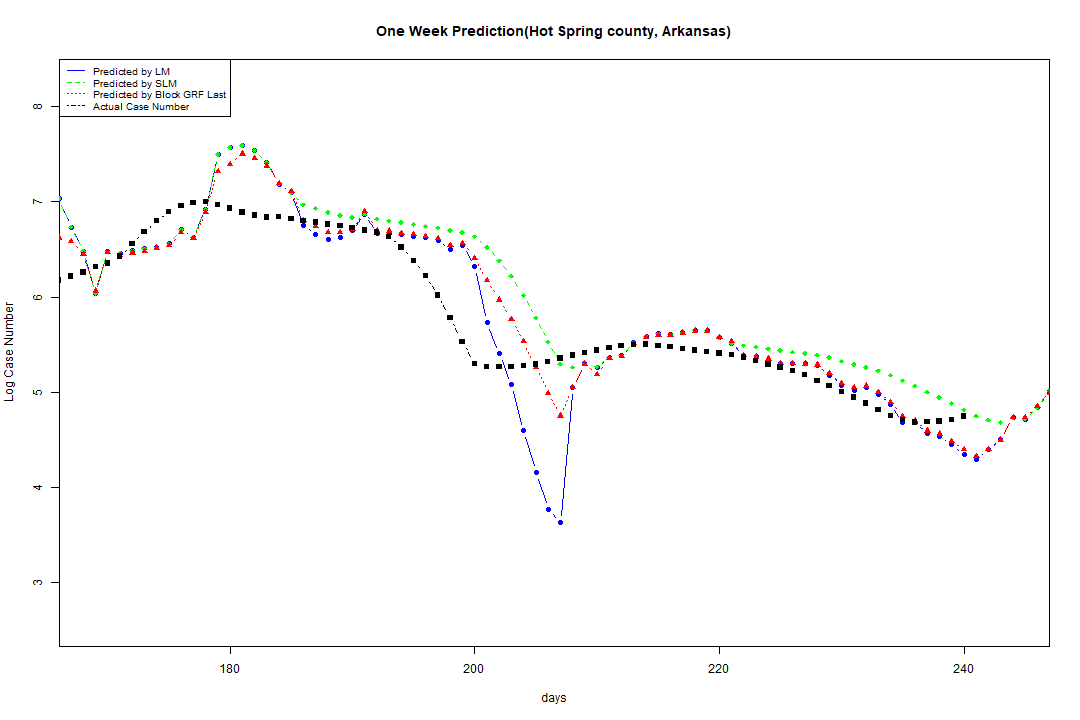 One Week Prediction(Hot Spring county, Arkansas)
Predicted by LM
Predicted by SLM
Predicted by Block GRF Last
Actual Case Number
8
7
6
5
4
3
Log Case Number
180
200
220
240
days